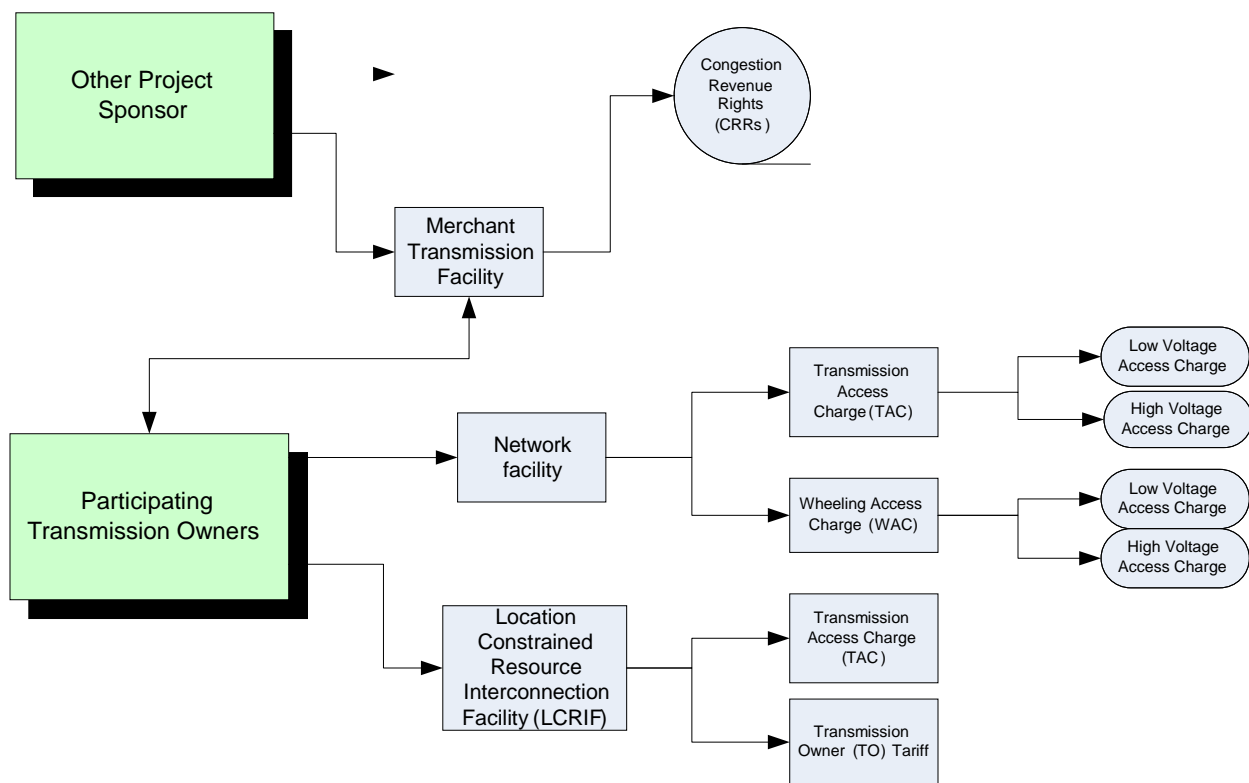 Other Project
Sponsor
Congestion
Revenue
Rights
(CRRs )
Merchant
Transmission
Facility
Participating
Transmission Owners
Network
facility
Transmission
Access
Charge (TAC)
Low Voltage
Access Charge
High Voltage
Access Charge
Wheeling Access
Charge (WAC)
Low Voltage
Access Charge
High Voltage
Access Charge
Location
Constrained
Resource
Interconnection
Facility (LCRIF)
Transmission
Access Charge
(TAC)
Transmission
Owner (TO) Tariff